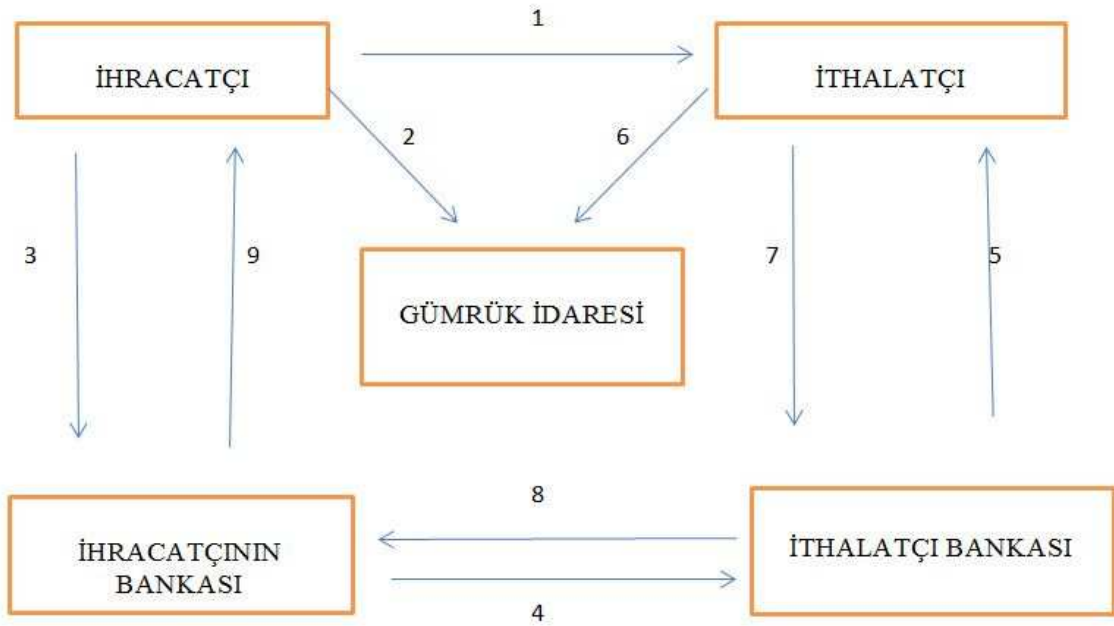 1
İHRACATÇI
İTHALATÇI
2
6
3
9
7
5
GÜMRÜK İDARESİ
8
İHRACATÇININ
BANKASI
İTHALATÇI BANKASI
4